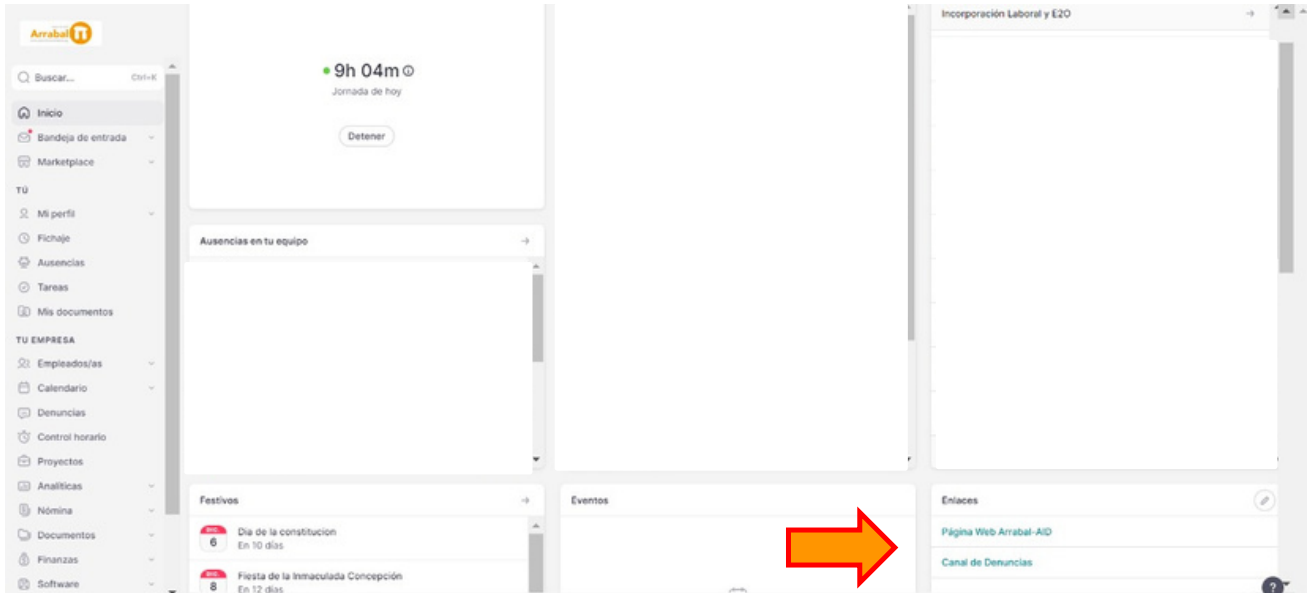 Arrabal
Buscar...
Ctrl+K
Inicio
Bandeja de entrada
Marketplace
TÚ
Mi perfil
Fichaje
Ausencias
Tareas
Mis documentos
TU EMPRESA
Empleados/as
Calendario
Denuncias
Control horario
Proyectos
Analíticas
Nómina
Documentos
Finanzas
Software
9h 04m
Jornada de hoy
Detener
Ausencias en tu equipo
Festivos
DIC.
6
Dia de la constitucion
En 10 días
DIC.
8
Fiesta de la Inmaculada Concepción
En 12 días
Eventos
Incorporación Laboral y E2O
Enlaces
Página Web Arrabal-AID
Canal de Denuncias
?